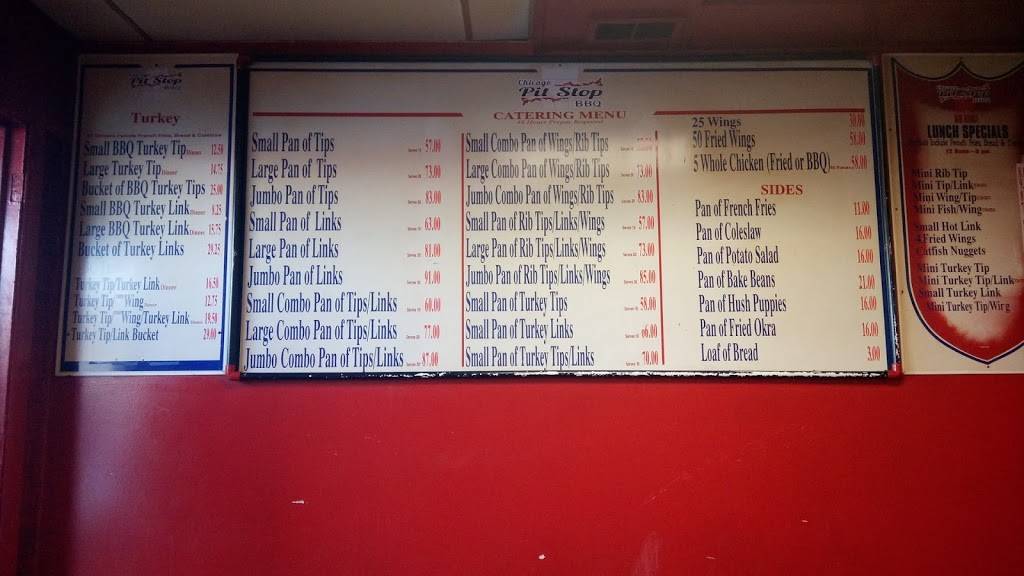 Pit Stop
Turkey
Small BBQ Turkey Tip Dinner 12.50
Large Turkey Tip Dinner 14.75
Bucket of BBQ Turkey Tips 25.00
Small BBQ Turkey Link Dinner 8.25
Large BBQ Turkey Link Dinner 15.75
Bucket of Turkey Links 29.25
Turkey Tip/Turkey Link Dinner 16.50
Turkey Tip Wing Dinner 12.75
Turkey Tip Wing/Turkey Link Dinner 19.50
Turkey Tip/Link Bucket 29.00
Chicago
Pit Stop
BBQ
CATERING MENU
Small Pan of Tips 57.00
Large Pan of Tips 73.00
Jumbo Pan of Tips 83.00
Small Pan of Links 63.00
Large Pan of Links 81.00
Jumbo Pan of Links 91.00
Small Combo Pan of Tips/Links 60.00
Large Combo Pan of Tips/Links 77.00
Jumbo Combo Pan of Tips/Links 87.00
Small Combo Pan of Wings/Rib Tips
Large Combo Pan of Wings/Rib Tips 73.00
Jumbo Combo Pan of Wings/Rib Tips 83.00
Small Pan of Rib Tips/Links/Wings 57.00
Large Pan of Rib Tips/Links/Wings 73.00
Jumbo Pan of Rib Tips/Links/Wings 85.00
Small Pan of Turkey Tips 58.00
Small Pan of Turkey Links 66.00
Small Pan of Turkey Tips/Links 70.00
25 Wings 30.00
50 Fried Wings 58.00
5 Whole Chicken (Fried or BBQ) 58.00
SIDES
Pan of French Fries 11.00
Pan of Coleslaw 16.00
Pan of Potato Salad 16.00
Pan of Bake Beans 21.00
Pan of Hush Puppies 16.00
Pan of Fried Okra 16.00
Loaf of Bread 3.00
LUNCH SPECIALS
Mini Rib Tip
Mini Tip/Link
Mini Wing/Tip
Mini Fish/Wing
Small Hot Link
4 Fried Wings
Catfish Nuggets
Mini Turkey Tip
Mini Turkey Tip/Link
Small Turkey Link
Mini Turkey Tip/Wing